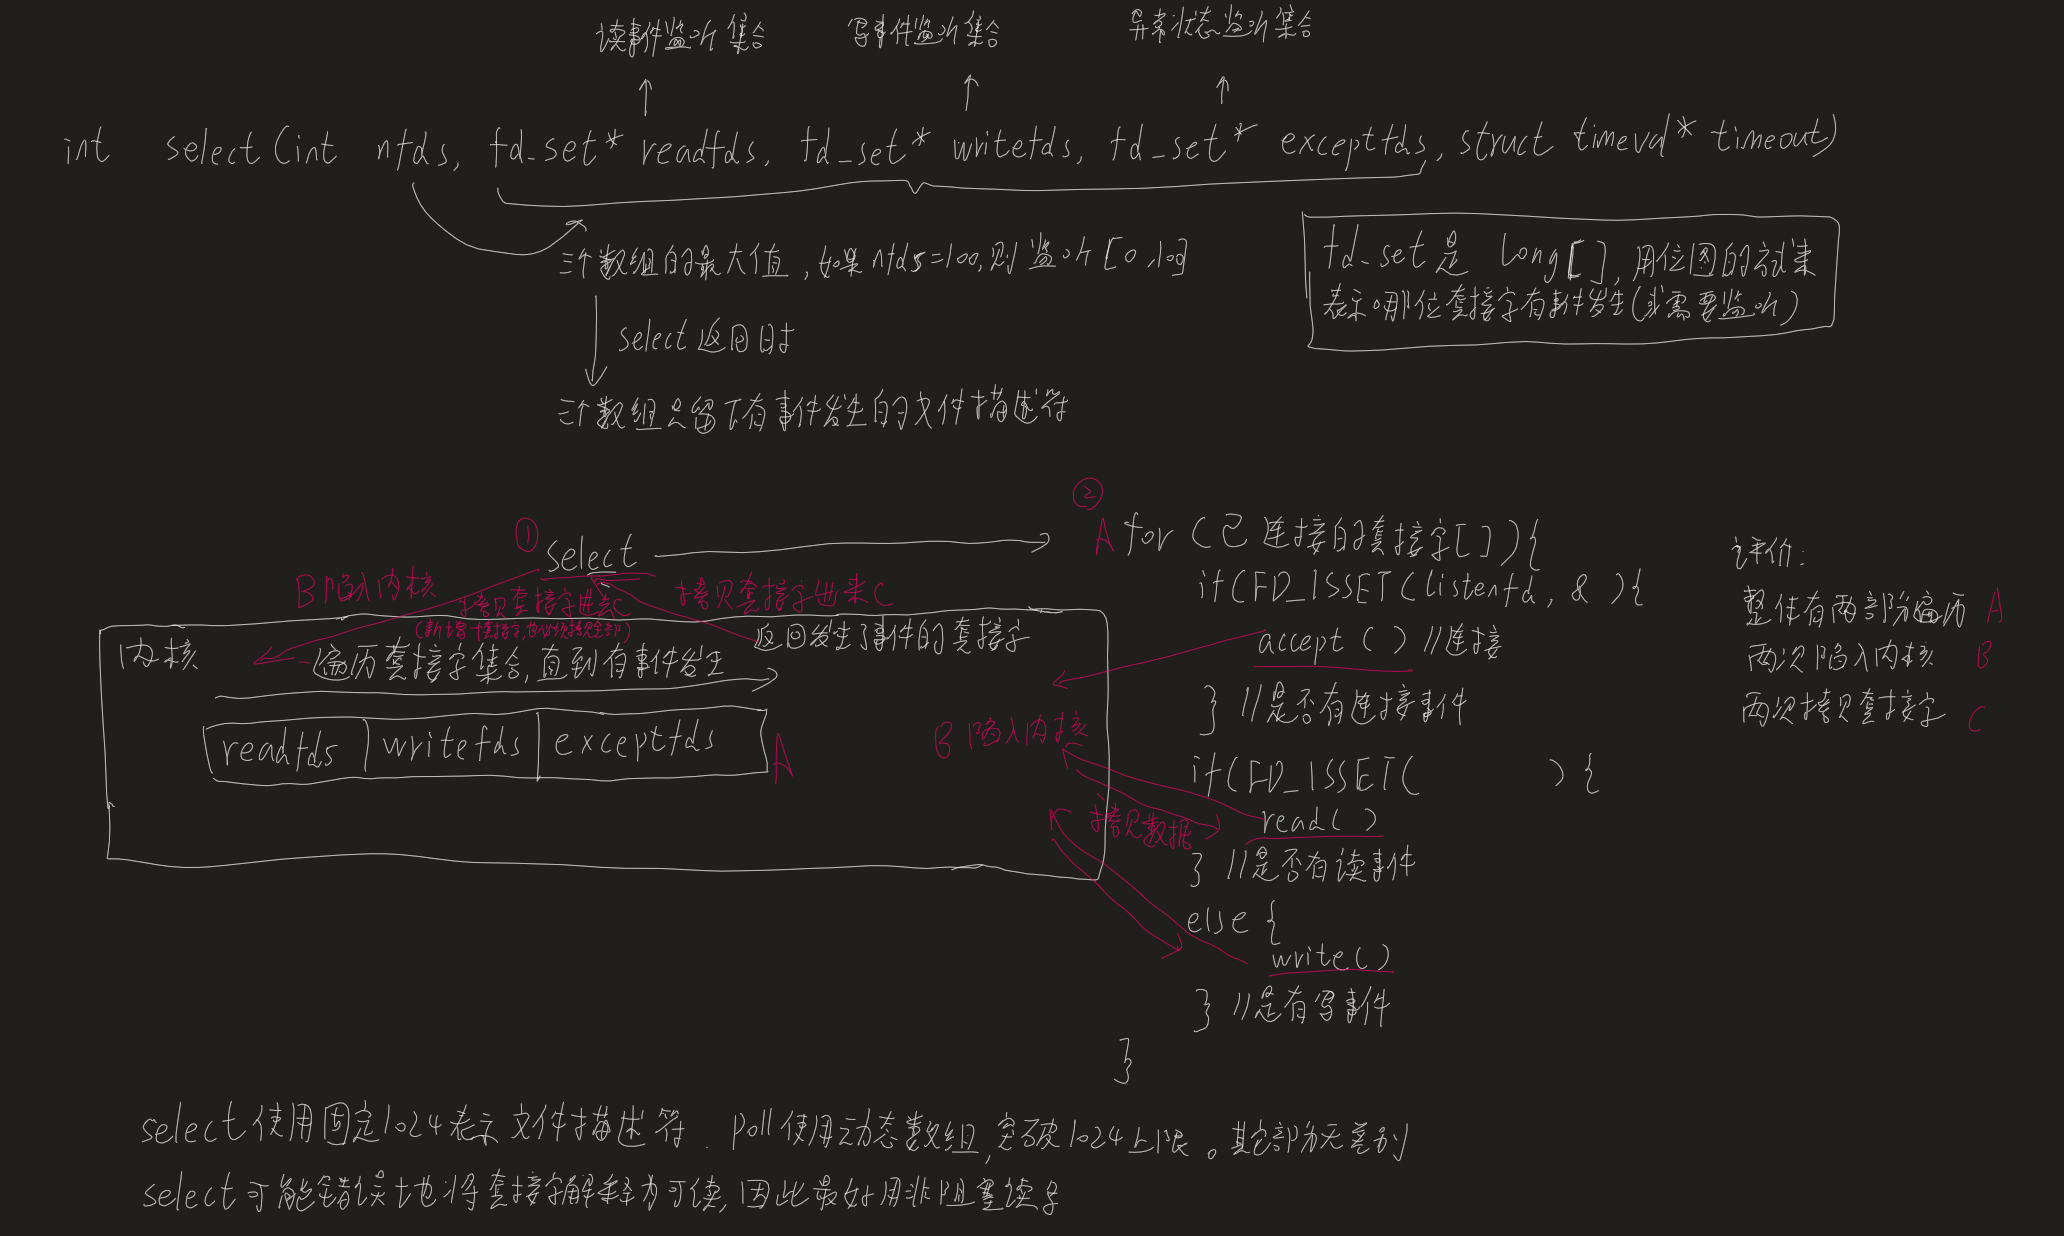 读事件监听集合
写事件监听集合
异常状态监听集合
int select(int nfds, fd_set* readfds, fd_set* writefds, fd_set* exceptfds, struct timeval* timeout)
三个数组的最大值，如果nfds=100,则监听[0,100]
fd_set是 long[],用位图的方式来
表示哪位套接字有事件发生(或需要监听)
select返回时
三个数组只留下有事件发生的文件描述符
①
select
B陷入内核
拷贝套接字进去C
(新增一个套接字,也必须拷贝全部)
拷贝套接字出来C
返回发生了事件的套接字
内核
遍历套接字集合,直到有事件发生
readfds writefds exceptfds A
②
A for (已连接的套接字[]){
if(FD_ISSET(listenfd, & ){
accept() //连接
} //是否有连接事件
B陷入内核
if(FD_ISSET( ) {
拷贝数据
read()
} //是否有读事件
else {
write()
} //是有写事件
}
评价:
整体有两部分遍历 A
两次陷入内核 B
两次拷贝套接字 C
select使用固定1024表示文件描述符. poll使用动态数组,突破1024上限。其它部分无差别
select可能错误地将套接字解释为可读,因此最好用非阻塞读写